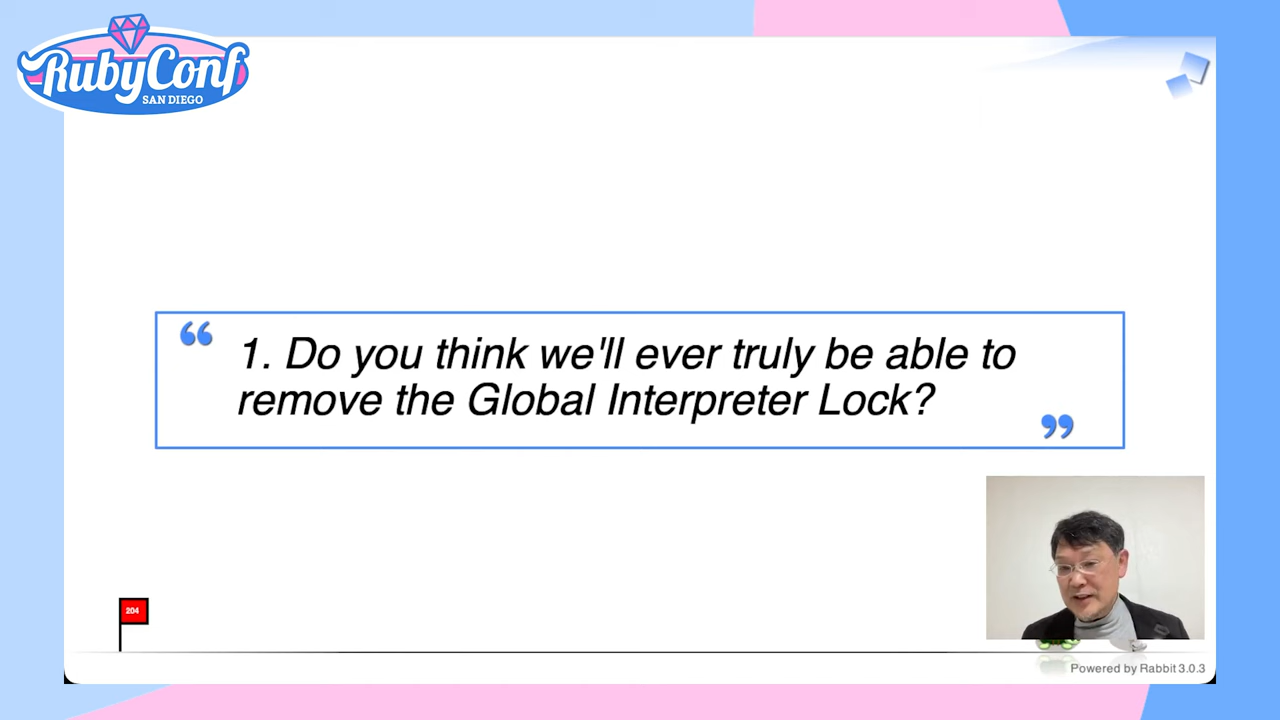 RubyConf
SAN DIEGO
“
1. Do you think we'll ever truly be able to
remove the Global Interpreter Lock?
”
204
Powered by Rabbit 3.0.3